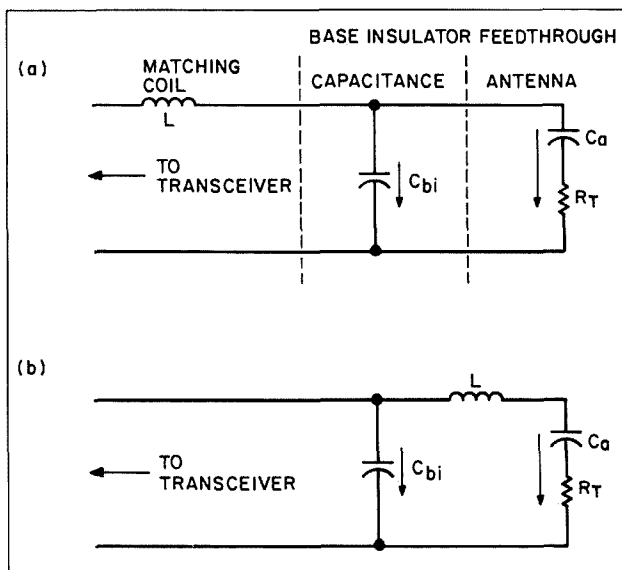 BASE INSULATOR FEEDTHROUGH
(a)
MATCHING
COIL
L
CAPACITANCE
ANTENNA
Ca
Cbi
RT
TO
TRANSCEIVER
(b)
L
Ca
Cbi
RT
TO
TRANSCEIVER